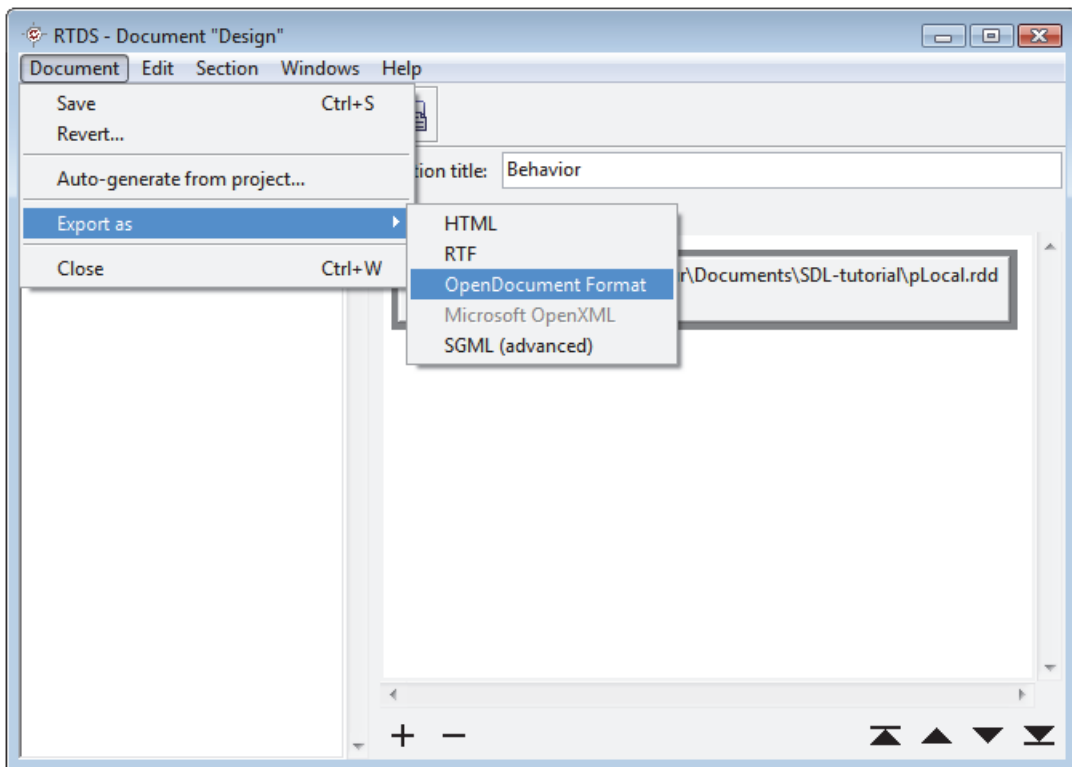 RTDS - Document "Design"
Document Edit Section Windows Help
Save Ctrl+S
Revert...
Auto-generate from project...
Export as
Close Ctrl+W
tion title: Behavior
HTML
RTF
OpenDocument Format
Microsoft OpenXML
SGML (advanced)
r\Documents\SDL-tutorial\pLocal.rdd